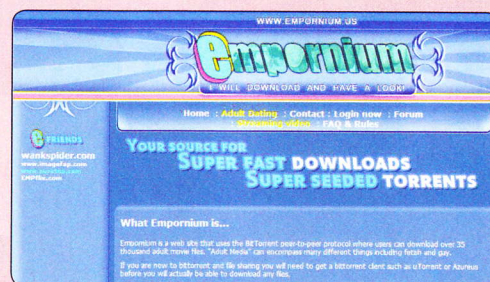 WWW.EMPORNIUM.US
empornium
I WILL DOWNLOAD AND HAVE A LOOK!
Home : Adult Dating : Contact : Login now : Forum
: Streaming video : FAQ & Rules
e FRIENDS
wankspider.com
www.imagefap.com
EMPfbs.com
YOUR SOURCE FOR
SUPER FAST DOWNLOADS
SUPER SEEDED TORRENTS
What Empornium is...
Empornium is a web site that uses the BitTorrent peer-to-peer protocol where users can download over 35
thousand adult movie files. "Adult Media" can encompass many different things including fetish and gay.
If you are new to bittorrent and file sharing you will need to get a bittorrent client such as uTorrent or Azureus
before you will actually be able to download any files.